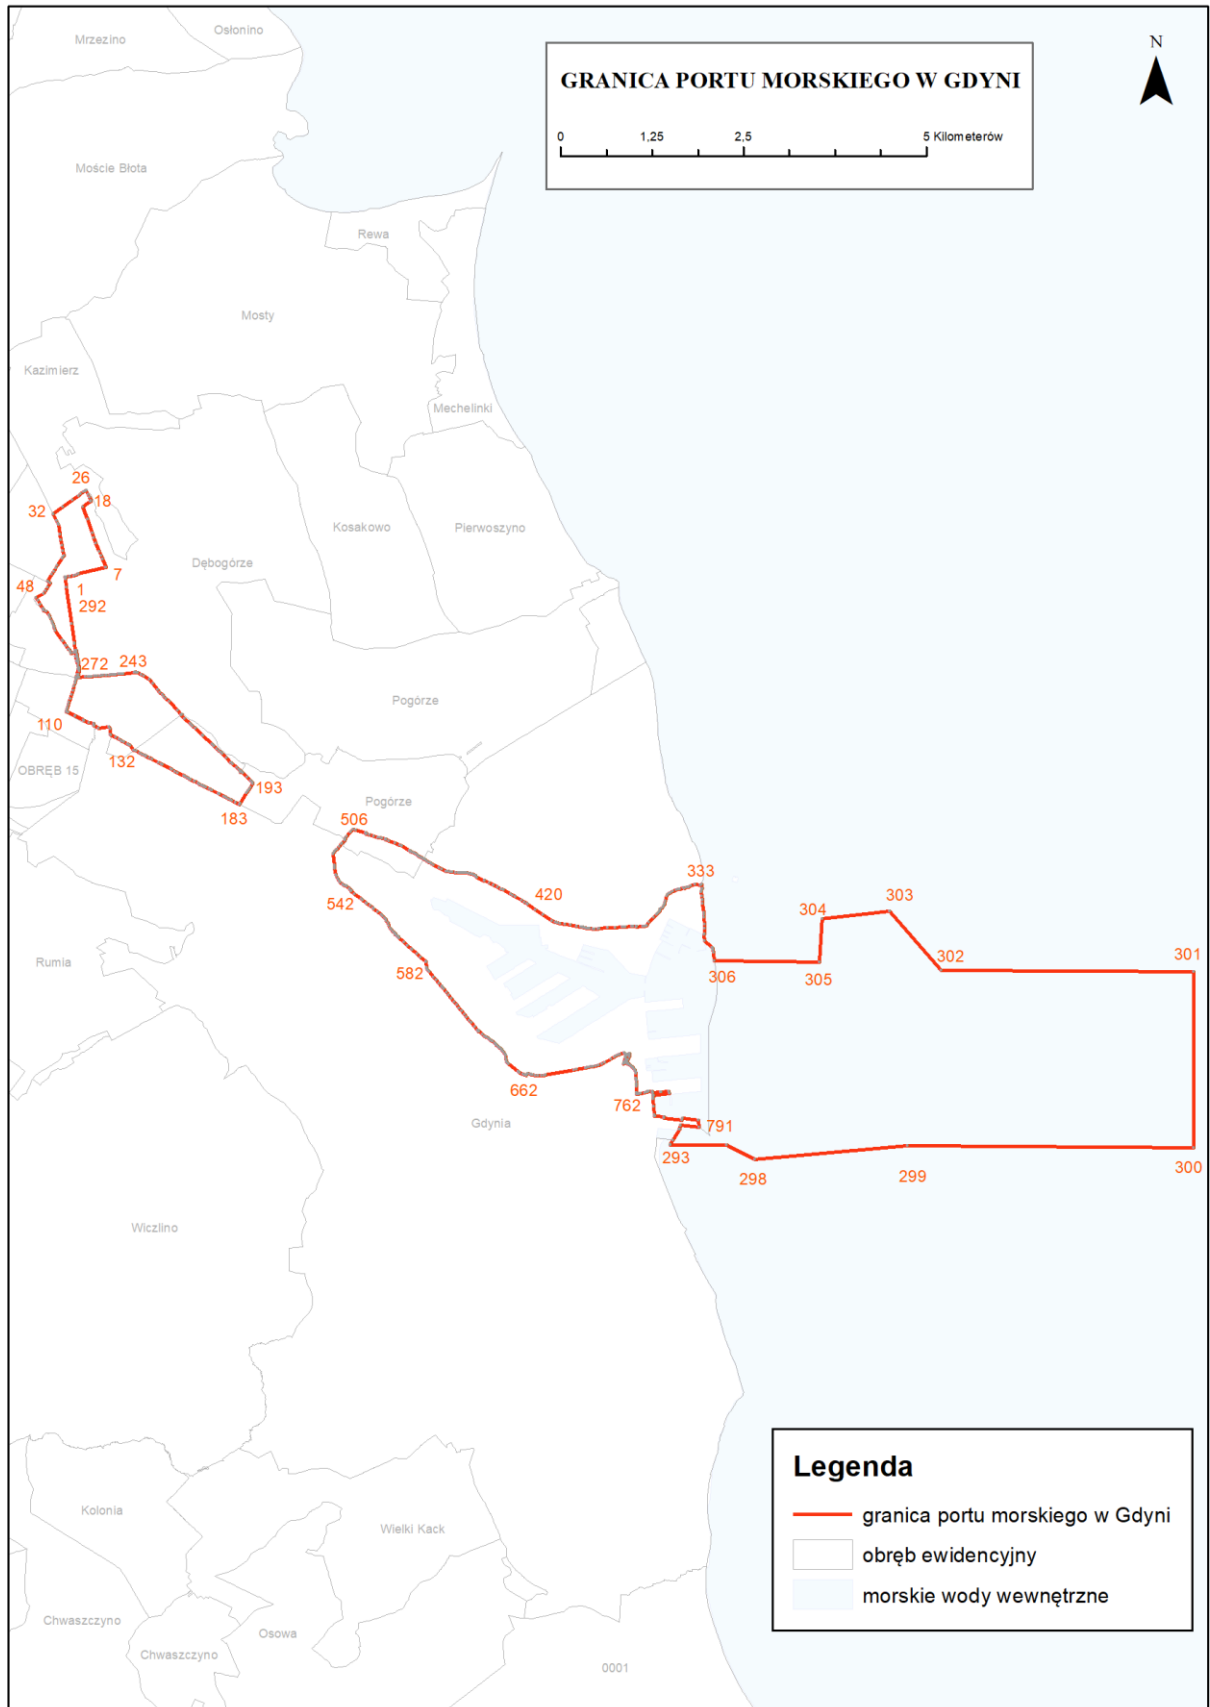 Mrzezino
Osłonino
N
GRANICA PORTU MORSKIEGO W GDYNI
0 1,25 2,5 5 Kilometerów
Moście Błota
Rewa
Mosty
Kazimierz
Mechelinki
26
18
32
Kosakowo
Pierwoszyno
Dębogórze
7
48
1
292
272
243
Pogórze
110
132
OBRĘB 15
193
183
Pogórze
506
333
542
420
304
303
Rumia
582
306
305
302
301
662
762
Gdynia
791
293
298
299
300
Wiczlino
Legenda
granica portu morskiego w Gdyni
obręb ewidencyjny
morskie wody wewnętrzne
Kolonia
Wielki Kack
Chwaszczyno
Osowa
Chwaszczyno
0001